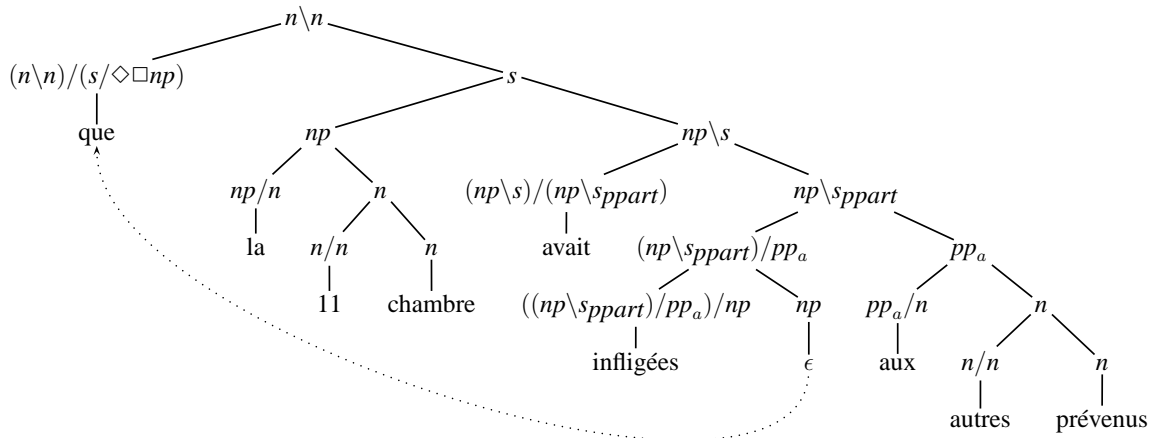 n\n
(n\n)/(s/◇□np) s
que np np\s
np/n n (np\s)/(np\s_ppart) np\s_ppart
la n/n n avait (np\s_ppart)/pp_a pp_a
11 chambre ((np\s_ppart)/pp_a)/np np pp_a/n n
infligées ϵ aux n/n n
autres prévenus